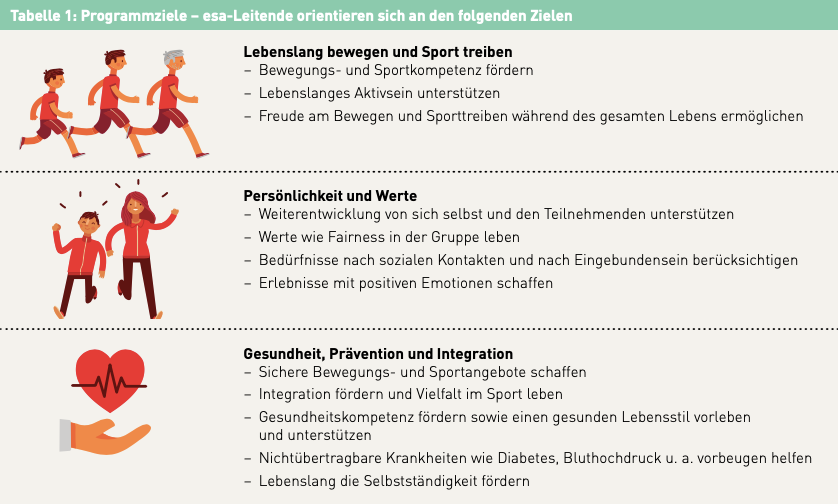 Tabelle 1: Programmziele – esa-Leitende orientieren sich an den folgenden Zielen
Lebenslang bewegen und Sport treiben
– Bewegungs- und Sportkompetenz fördern
– Lebenslanges Aktivsein unterstützen
– Freude am Bewegen und Sporttreiben während des gesamten Lebens ermöglichen
Persönlichkeit und Werte
– Weiterentwicklung von sich selbst und den Teilnehmenden unterstützen
– Werte wie Fairness in der Gruppe leben
– Bedürfnisse nach sozialen Kontakten und nach Eingebundensein berücksichtigen
– Erlebnisse mit positiven Emotionen schaffen
Gesundheit, Prävention und Integration
– Sichere Bewegungs- und Sportangebote schaffen
– Integration fördern und Vielfalt im Sport leben
– Gesundheitskompetenz fördern sowie einen gesunden Lebensstil vorleben
und unterstützen
– Nichtübertragbare Krankheiten wie Diabetes, Bluthochdruck u. a. vorbeugen helfen
– Lebenslang die Selbstständigkeit fördern